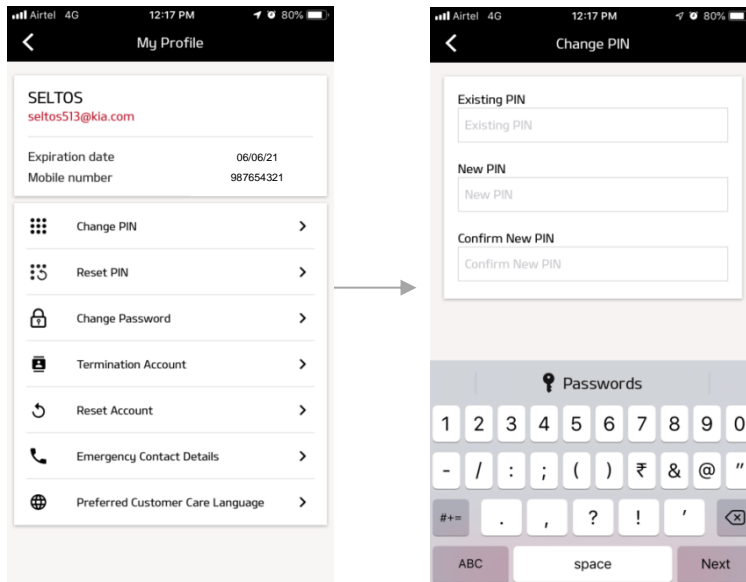 Airtel 4G 12:17 PM 80%
My Profile
SELTOS
seltos513@kia.com
Expiration date 06/06/21
Mobile number 987654321
Change PIN
Reset PIN
Change Password
Termination Account
Reset Account
Emergency Contact Details
Preferred Customer Care Language
Airtel 4G 12:17 PM 80%
Change PIN
Existing PIN
Existing PIN
New PIN
New PIN
Confirm New PIN
Confirm New PIN
Passwords
1 2 3 4 5 6 7 8 9 0
- / : ; ( ) ₹ & @ "
#+= . , ? ! '
ABC space Next